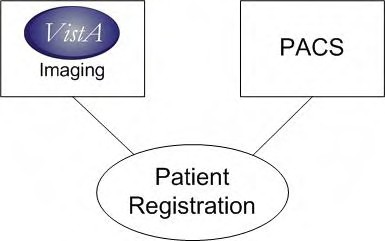 VistA
Imaging
PACS
Patient
Registration